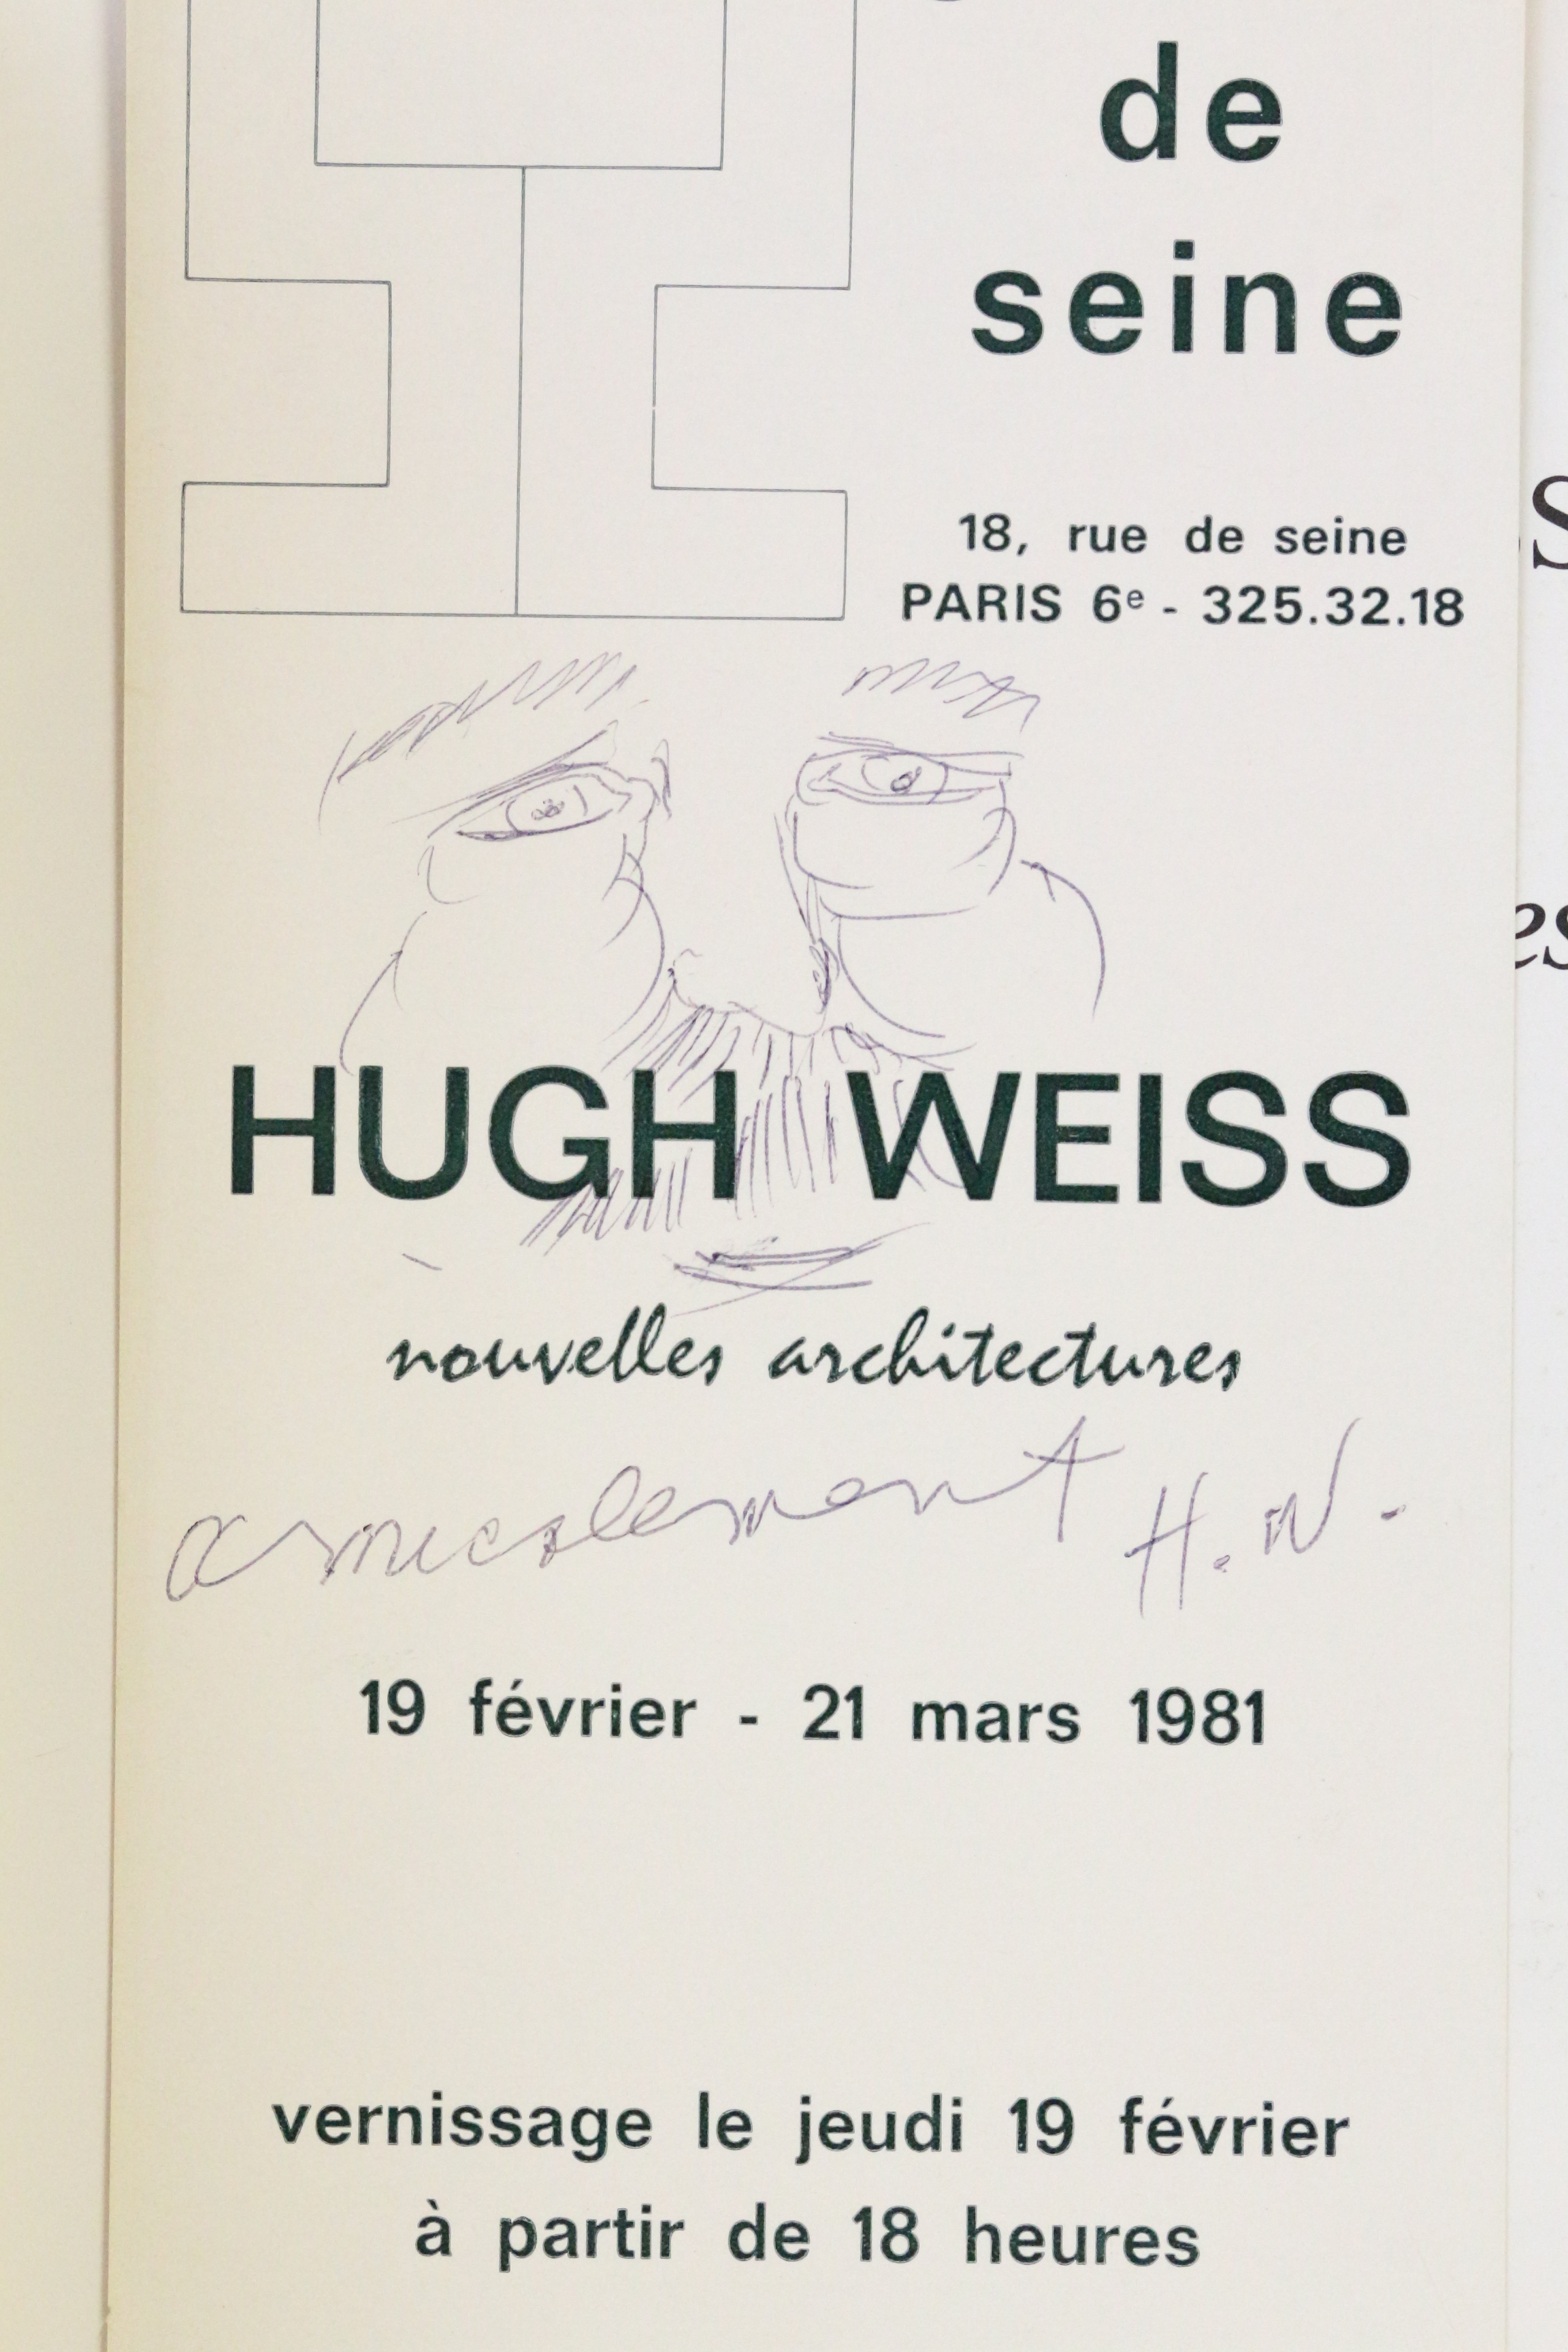 de
seine
18, rue de seine
PARIS 6e - 325.32.18
HUGH WEISS
nouvelles architectures
amicalement H.W.
19 février - 21 mars 1981
vernissage le jeudi 19 février
à partir de 18 heures